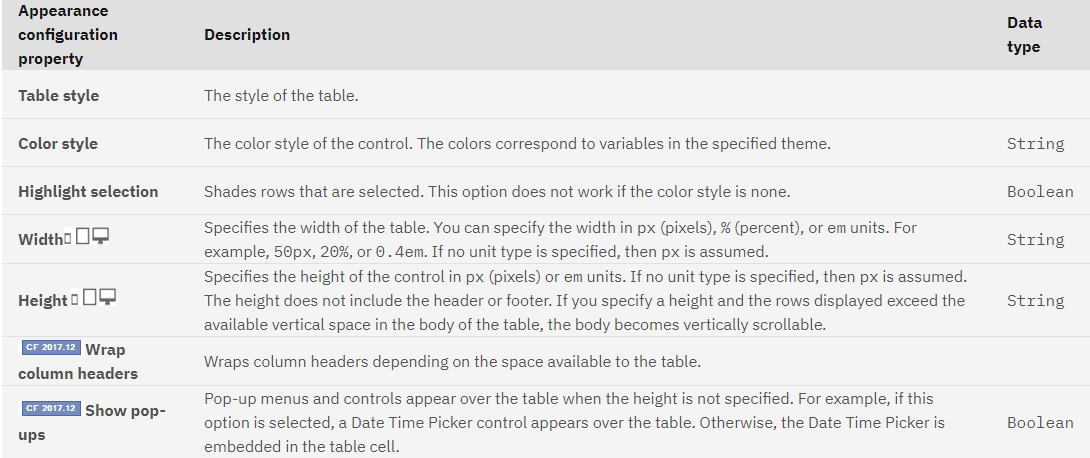 Appearance
configuration
property
Description
Data
type
Table style
The style of the table.
Color style
The color style of the control. The colors correspond to variables in the specified theme.
String
Highlight selection
Shades rows that are selected. This option does not work if the color style is none.
Boolean
Width
Specifies the width of the table. You can specify the width in px (pixels), % (percent), or em units. For
example, 50px, 20%, or 0.4em. If no unit type is specified, then px is assumed.
String
Height
Specifies the height of the control in px (pixels) or em units. If no unit type is specified, then px is assumed.
The height does not include the header or footer. If you specify a height and the rows displayed exceed the
available vertical space in the body of the table, the body becomes vertically scrollable.
String
CF 2017.12 Wrap
column headers
Wraps column headers depending on the space available to the table.
CF 2017.12 Show pop-
ups
Pop-up menus and controls appear over the table when the height is not specified. For example, if this
option is selected, a Date Time Picker control appears over the table. Otherwise, the Date Time Picker is
embedded in the table cell.
Boolean